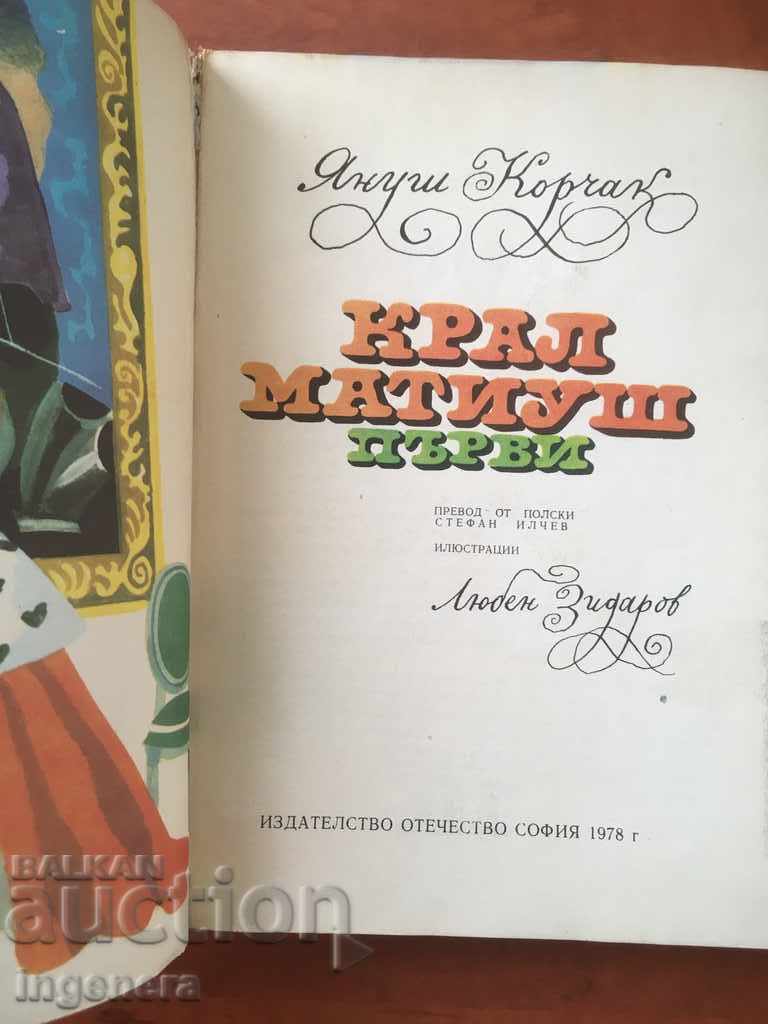 Януш Корчак
КРАЛ
МАТИУШ
ПЪРВИ
ПРЕВОД ОТ ПОЛСКИ
СТЕФАН ИЛЧЕВ
ИЛЮСТРАЦИИ
Любен Зидаров
ИЗДАТЕЛСТВО ОТЕЧЕСТВО СОФИЯ 1978 г
BALKAN
auction
ingenera